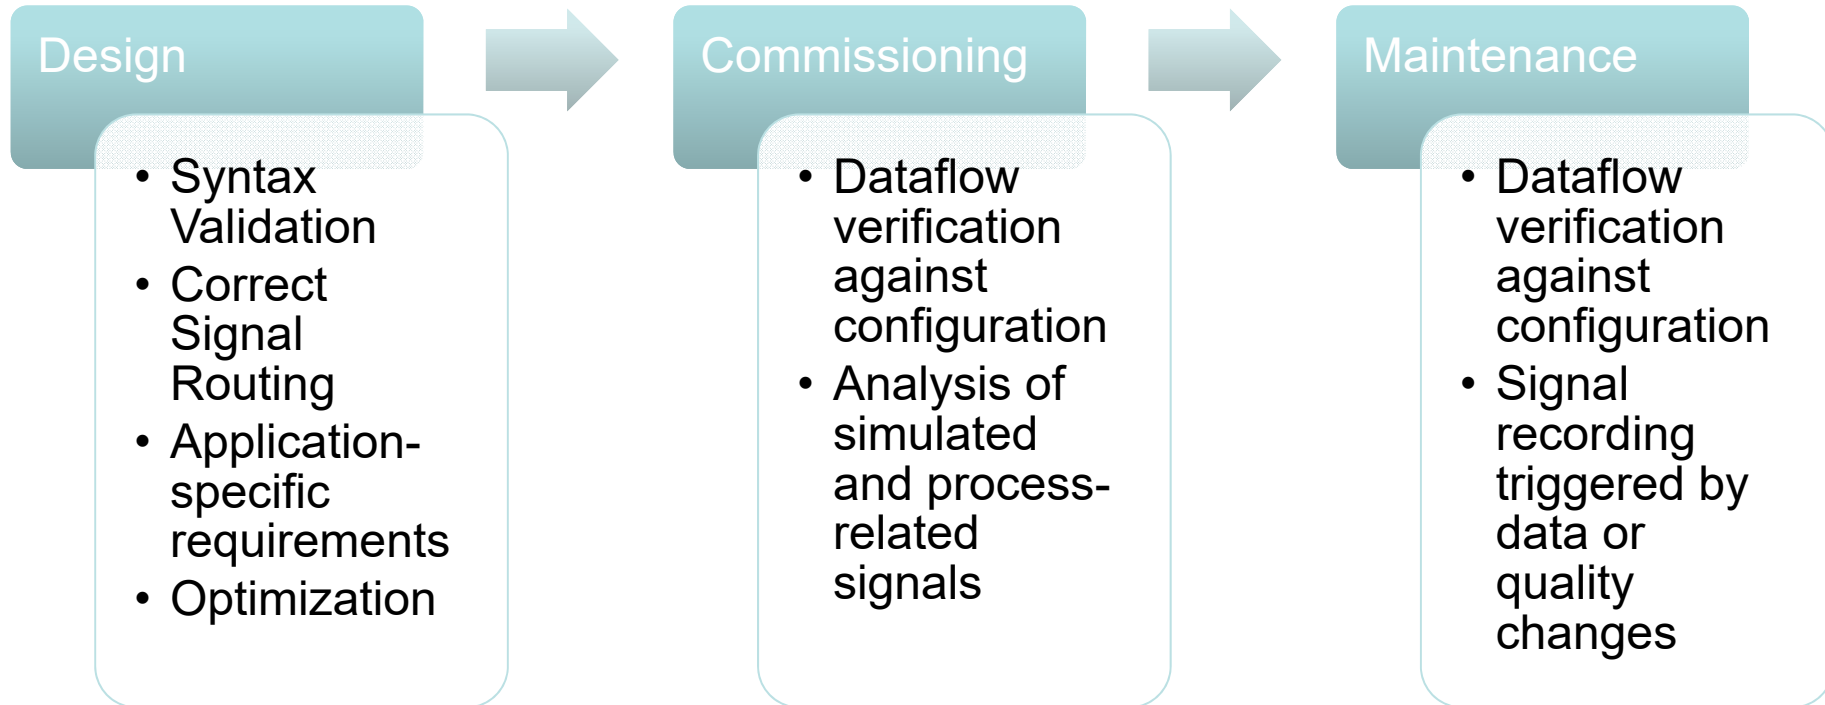 Design
• Syntax
Validation
• Correct
Signal
Routing
• Application-
specific
requirements
• Optimization
Commissioning
• Dataflow
verification
against
configuration
• Analysis of
simulated
and process-
related
signals
Maintenance
• Dataflow
verification
against
configuration
• Signal
recording
triggered by
data or
quality
changes